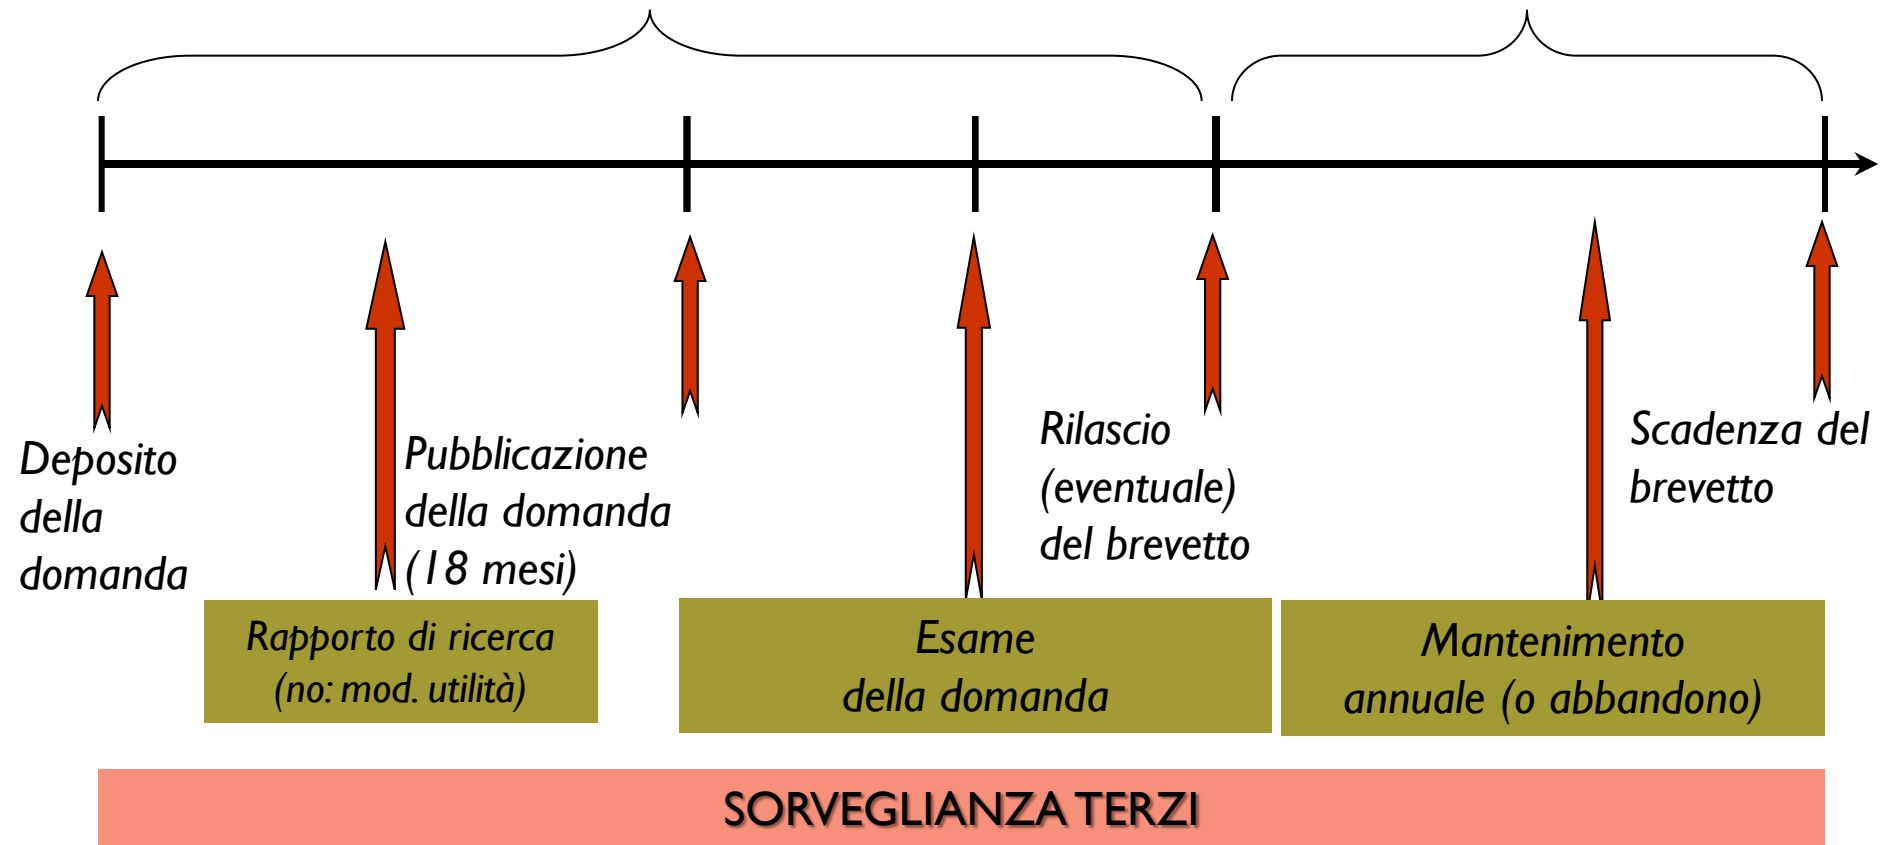 Deposito
della
domanda
Pubblicazione
della domanda
(18 mesi)
Rilascio
(eventuale)
del brevetto
Scadenza del
brevetto
Rapporto di ricerca
(no: mod. utilità)
Esame
della domanda
Mantenimento
annuale (o abbandono)
SORVEGLIANZA TERZI